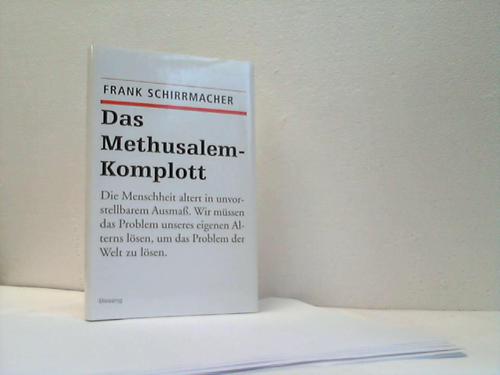 FRANK SCHIRRMACHER
Das
Methusalem-
Komplott
Die Menschheit altert in unvor-
stellbarem Ausmaß. Wir müssen
das Problem unseres eigenen Al-
terns lösen, um das Problem der
Welt zu lösen.
Blessing